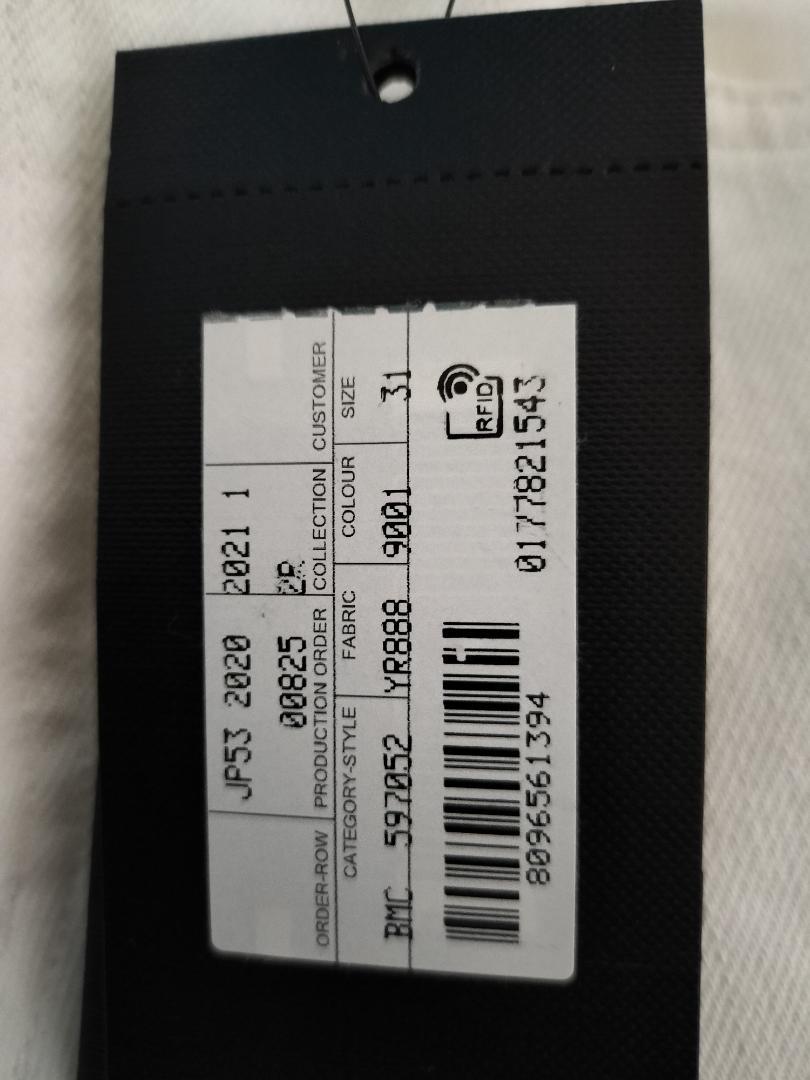 JP53 2020 2021 1
00825 2R
ORDER-ROW PRODUCTION ORDER COLLECTION CUSTOMER
CATEGORY-STYLE FABRIC COLOUR SIZE
BMC 597052 YR888 9001 31
RFID
8096561394 0177821543